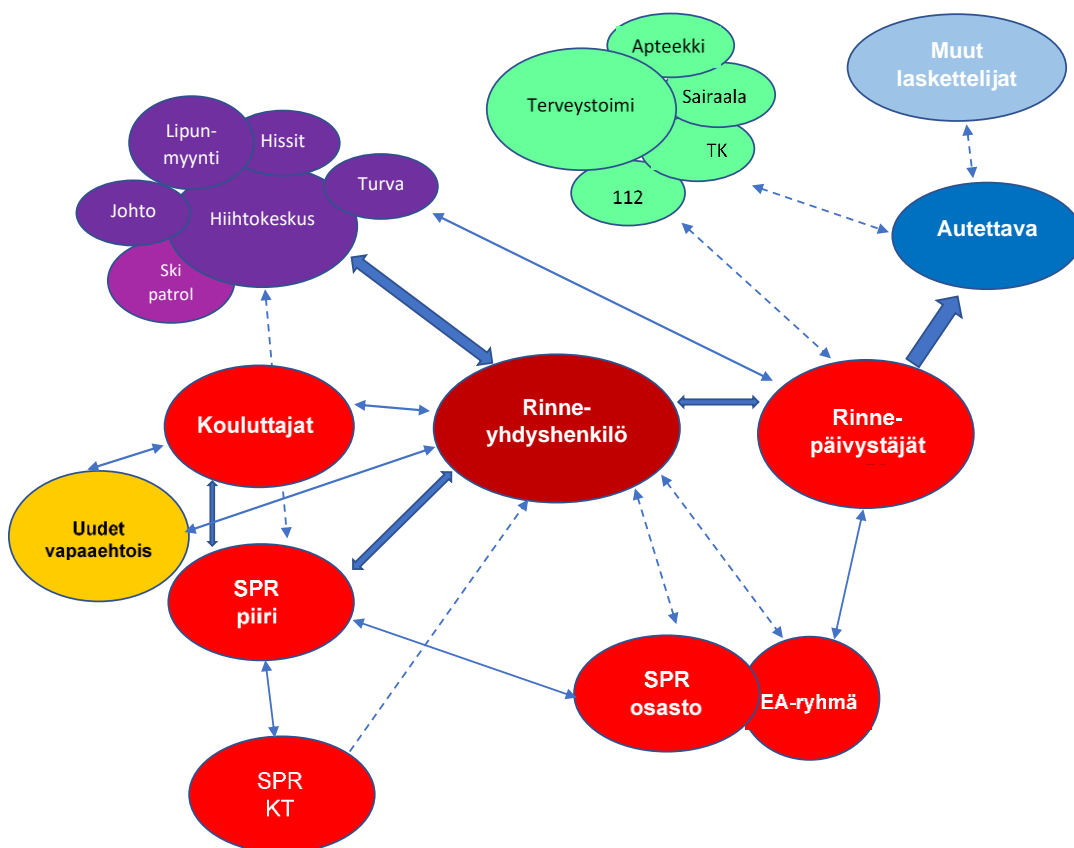 Apteekki
Muut
laskettelijat
Terveystoimi
Sairaala
TK
112
Lipun-
myynti
Hissit
Turva
Johto
Hiihtokeskus
Ski
patrol
Autettava
Kouluttajat
Rinne-
yhdyshenkilö
Rinne-
päivystäjät
Uudet
vapaaehtois
SPR
piiri
SPR
osasto
EA-ryhmä
SPR
KT